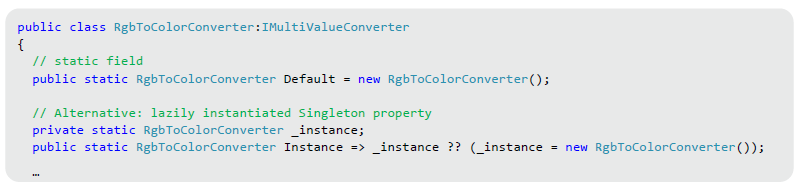 public class RgbToColorConverter:IMultiValueConverter
{
// static field
public static RgbToColorConverter Default = new RgbToColorConverter();
// Alternative: lazily instantiated Singleton property
private static RgbToColorConverter _instance;
public static RgbToColorConverter Instance => _instance ?? (_instance = new RgbToColorConverter());
…